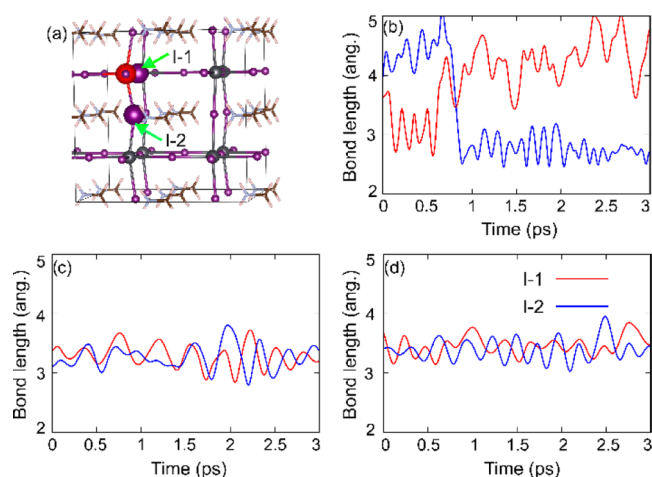 (a)
I-1
I-2
(b)
Bond length (ang.)
5
4
3
2
0 0.5 1 1.5 2 2.5 3
Time (ps)
(c)
Bond length (ang.)
5
4
3
2
0 0.5 1 1.5 2 2.5 3
Time (ps)
(d)
I-1
I-2
Bond length (ang.)
5
4
3
2
0 0.5 1 1.5 2 2.5 3
Time (ps)